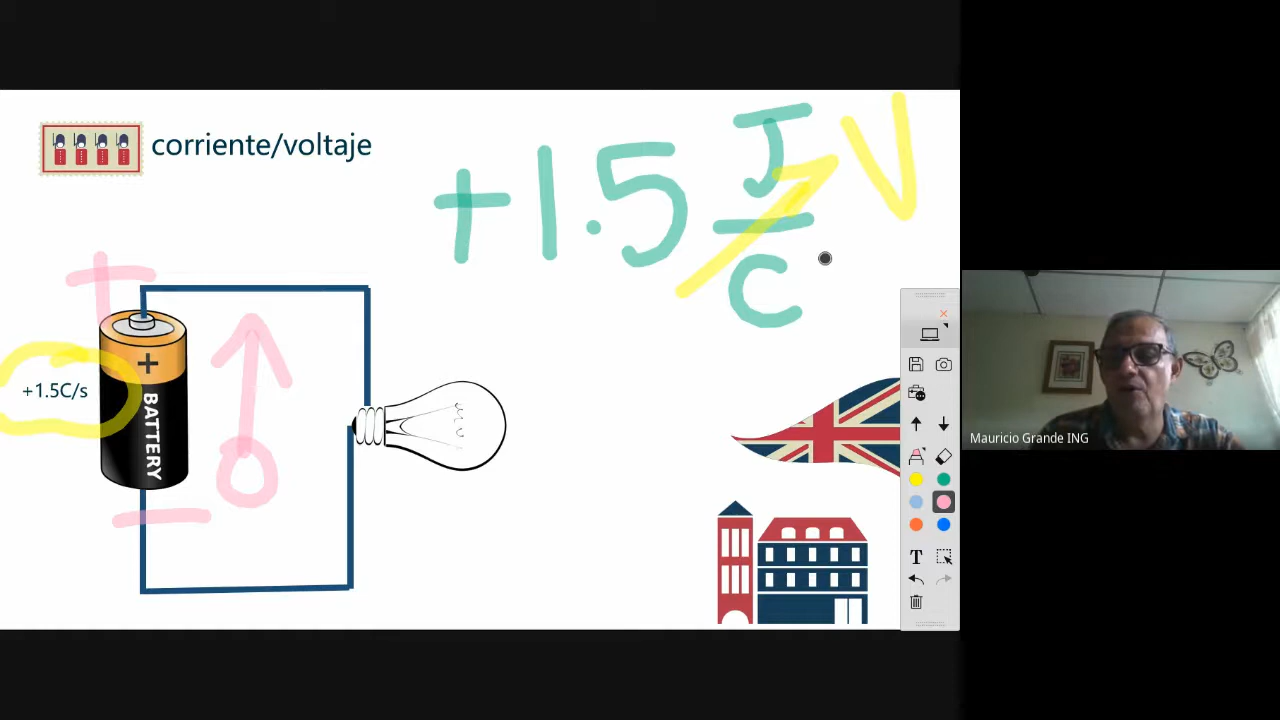 corriente/voltaje
+1.5 J/C V
+
+1.5C/s
+
BATTERY
−
Mauricio Grande ING
T